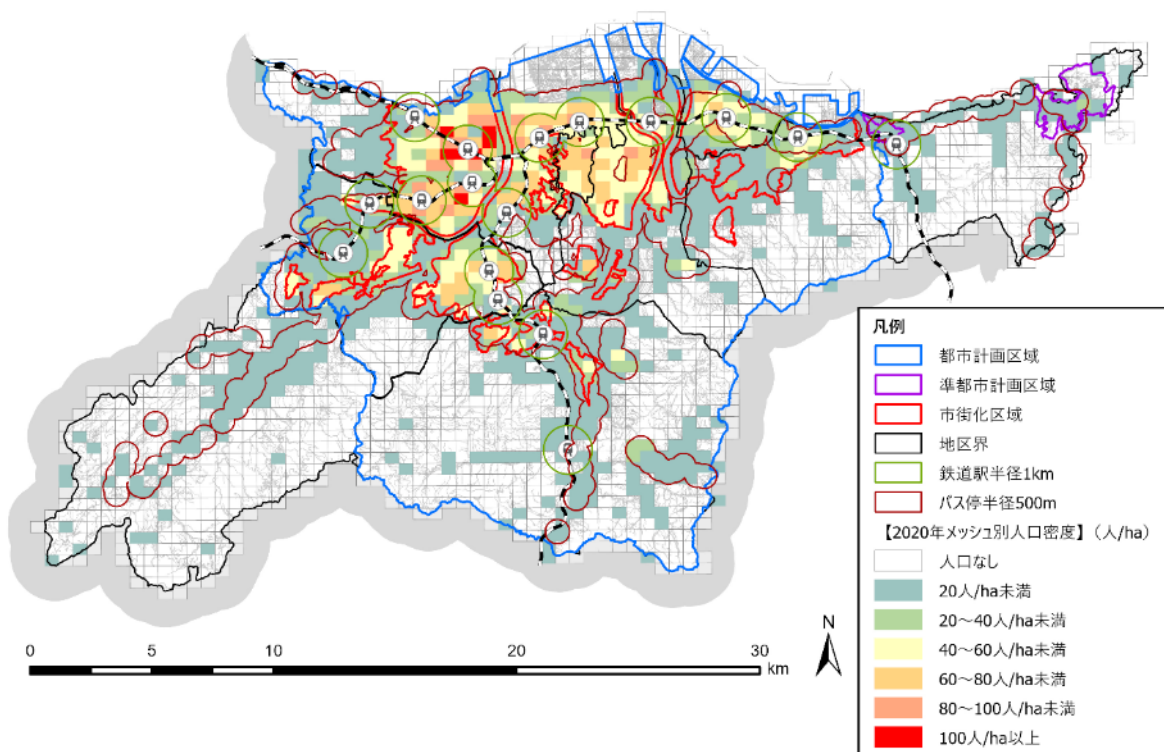 凡例
都市計画区域
準都市計画区域
市街化区域
地区界
鉄道駅半径1km
バス停半径500m
【2020年メッシュ別人口密度】(人/ha)
人口なし
20人/ha未満
20～40人/ha未満
40～60人/ha未満
60～80人/ha未満
80～100人/ha未満
100人/ha以上
N
0 5 10 20 30
km